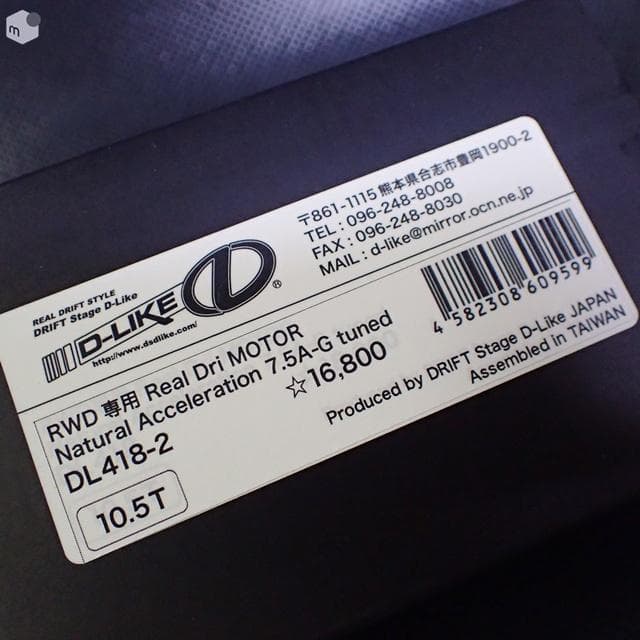 REAL DRIFT STYLE
DRIFT Stage D-Like
D-LIKE
®
http://www.dsdlike.com/
〒861-1115 熊本県合志市豊岡1900-2
TEL : 096-248-8008
FAX : 096-248-8030
MAIL : d-like@mirror.ocn.ne.jp
4 582308 609599
RWD 専用 Real Dri MOTOR
Natural Acceleration 7.5A-G tuned
DL418-2
☆16,800
10.5T
Produced by DRIFT Stage D-Like JAPAN
Assembled in TAIWAN
m